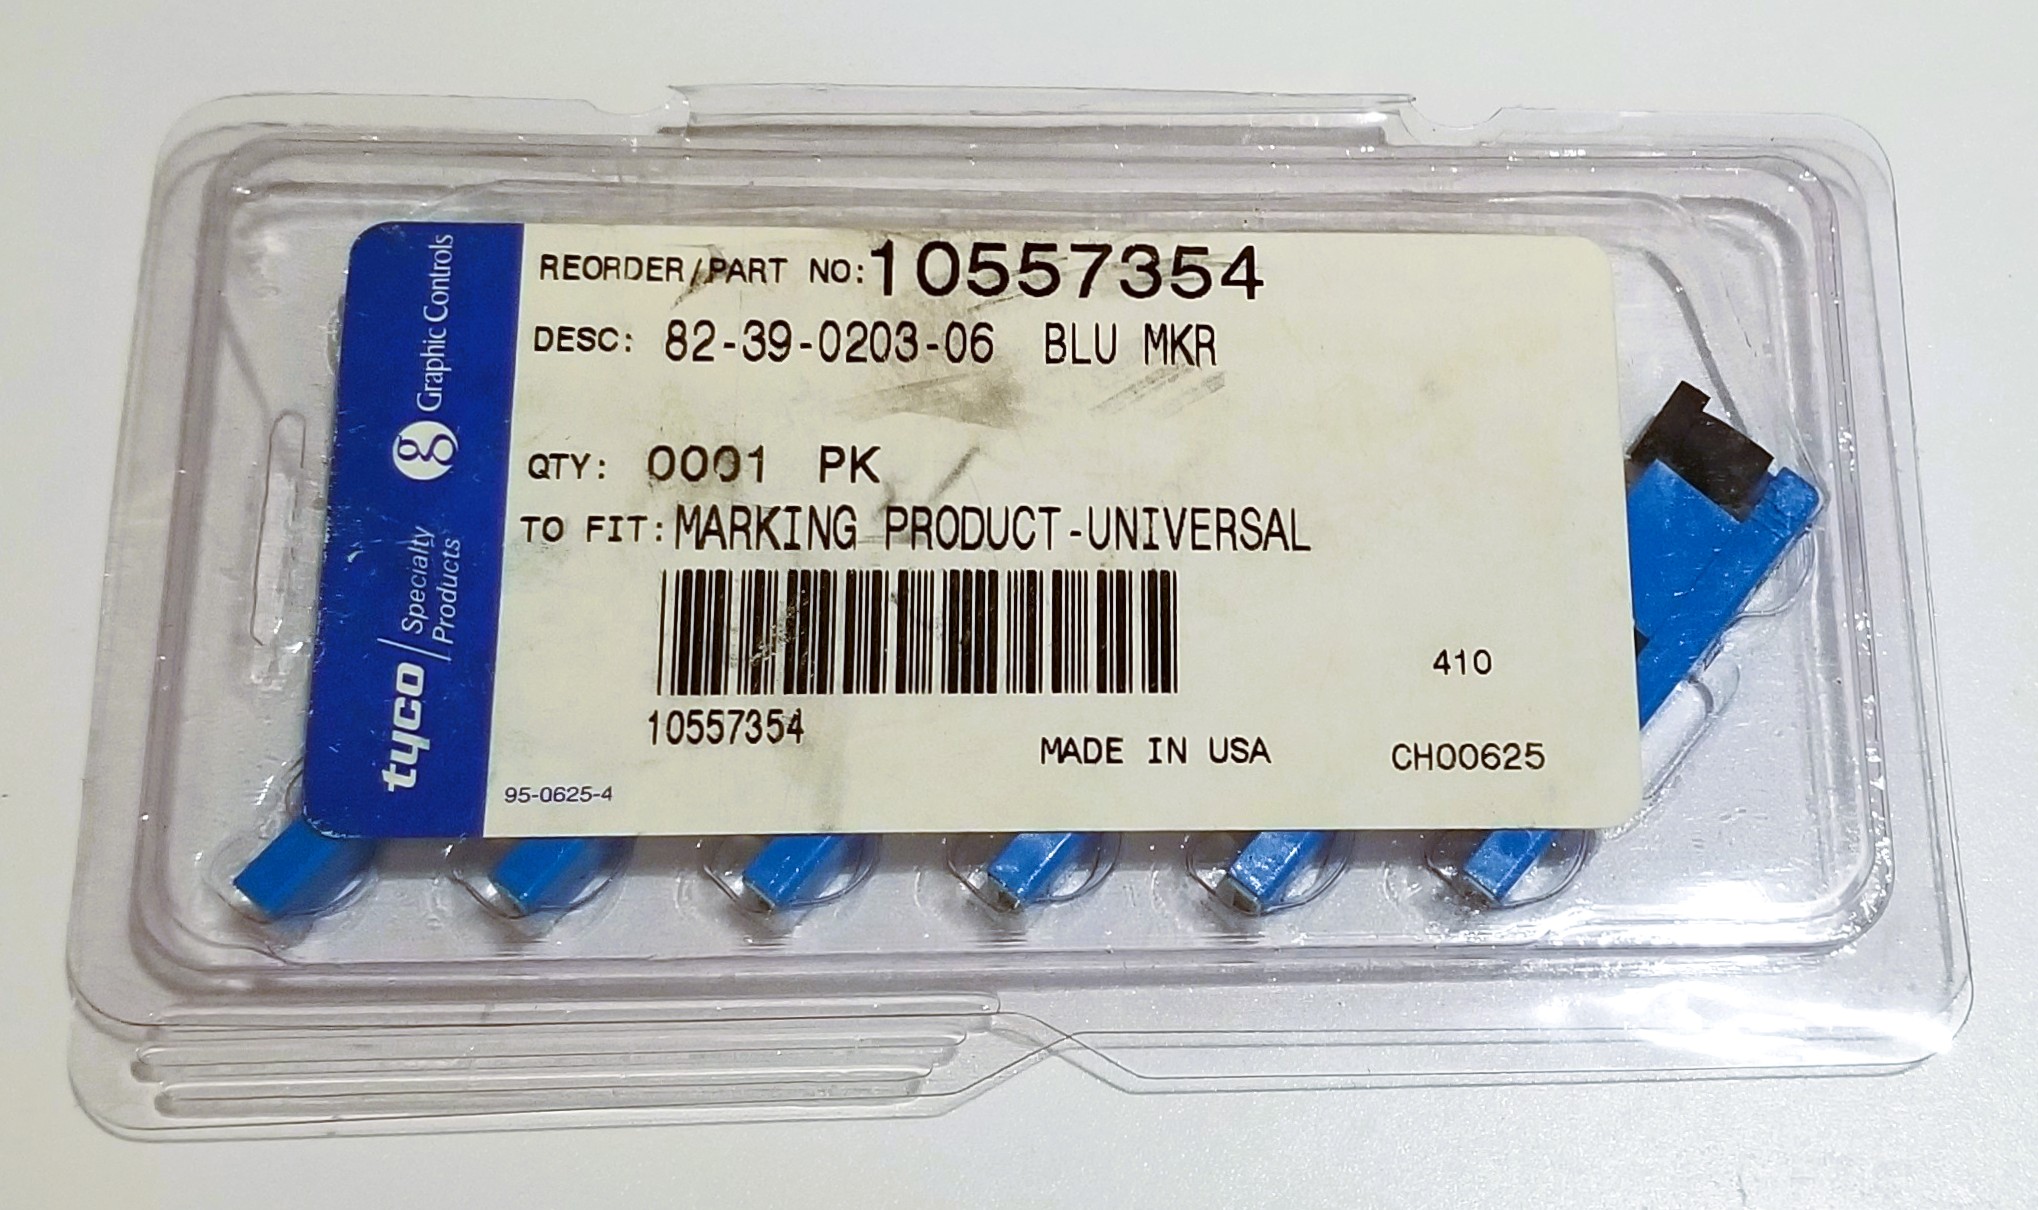 REORDER/PART NO: 10557354
DESC: 82-39-0203-06 BLU MKR
QTY: 0001 PK
TO FIT: MARKING PRODUCT-UNIVERSAL
10557354
410
MADE IN USA
CH00625
95-0625-4
tyco
Specialty
Products
g Graphic Controls